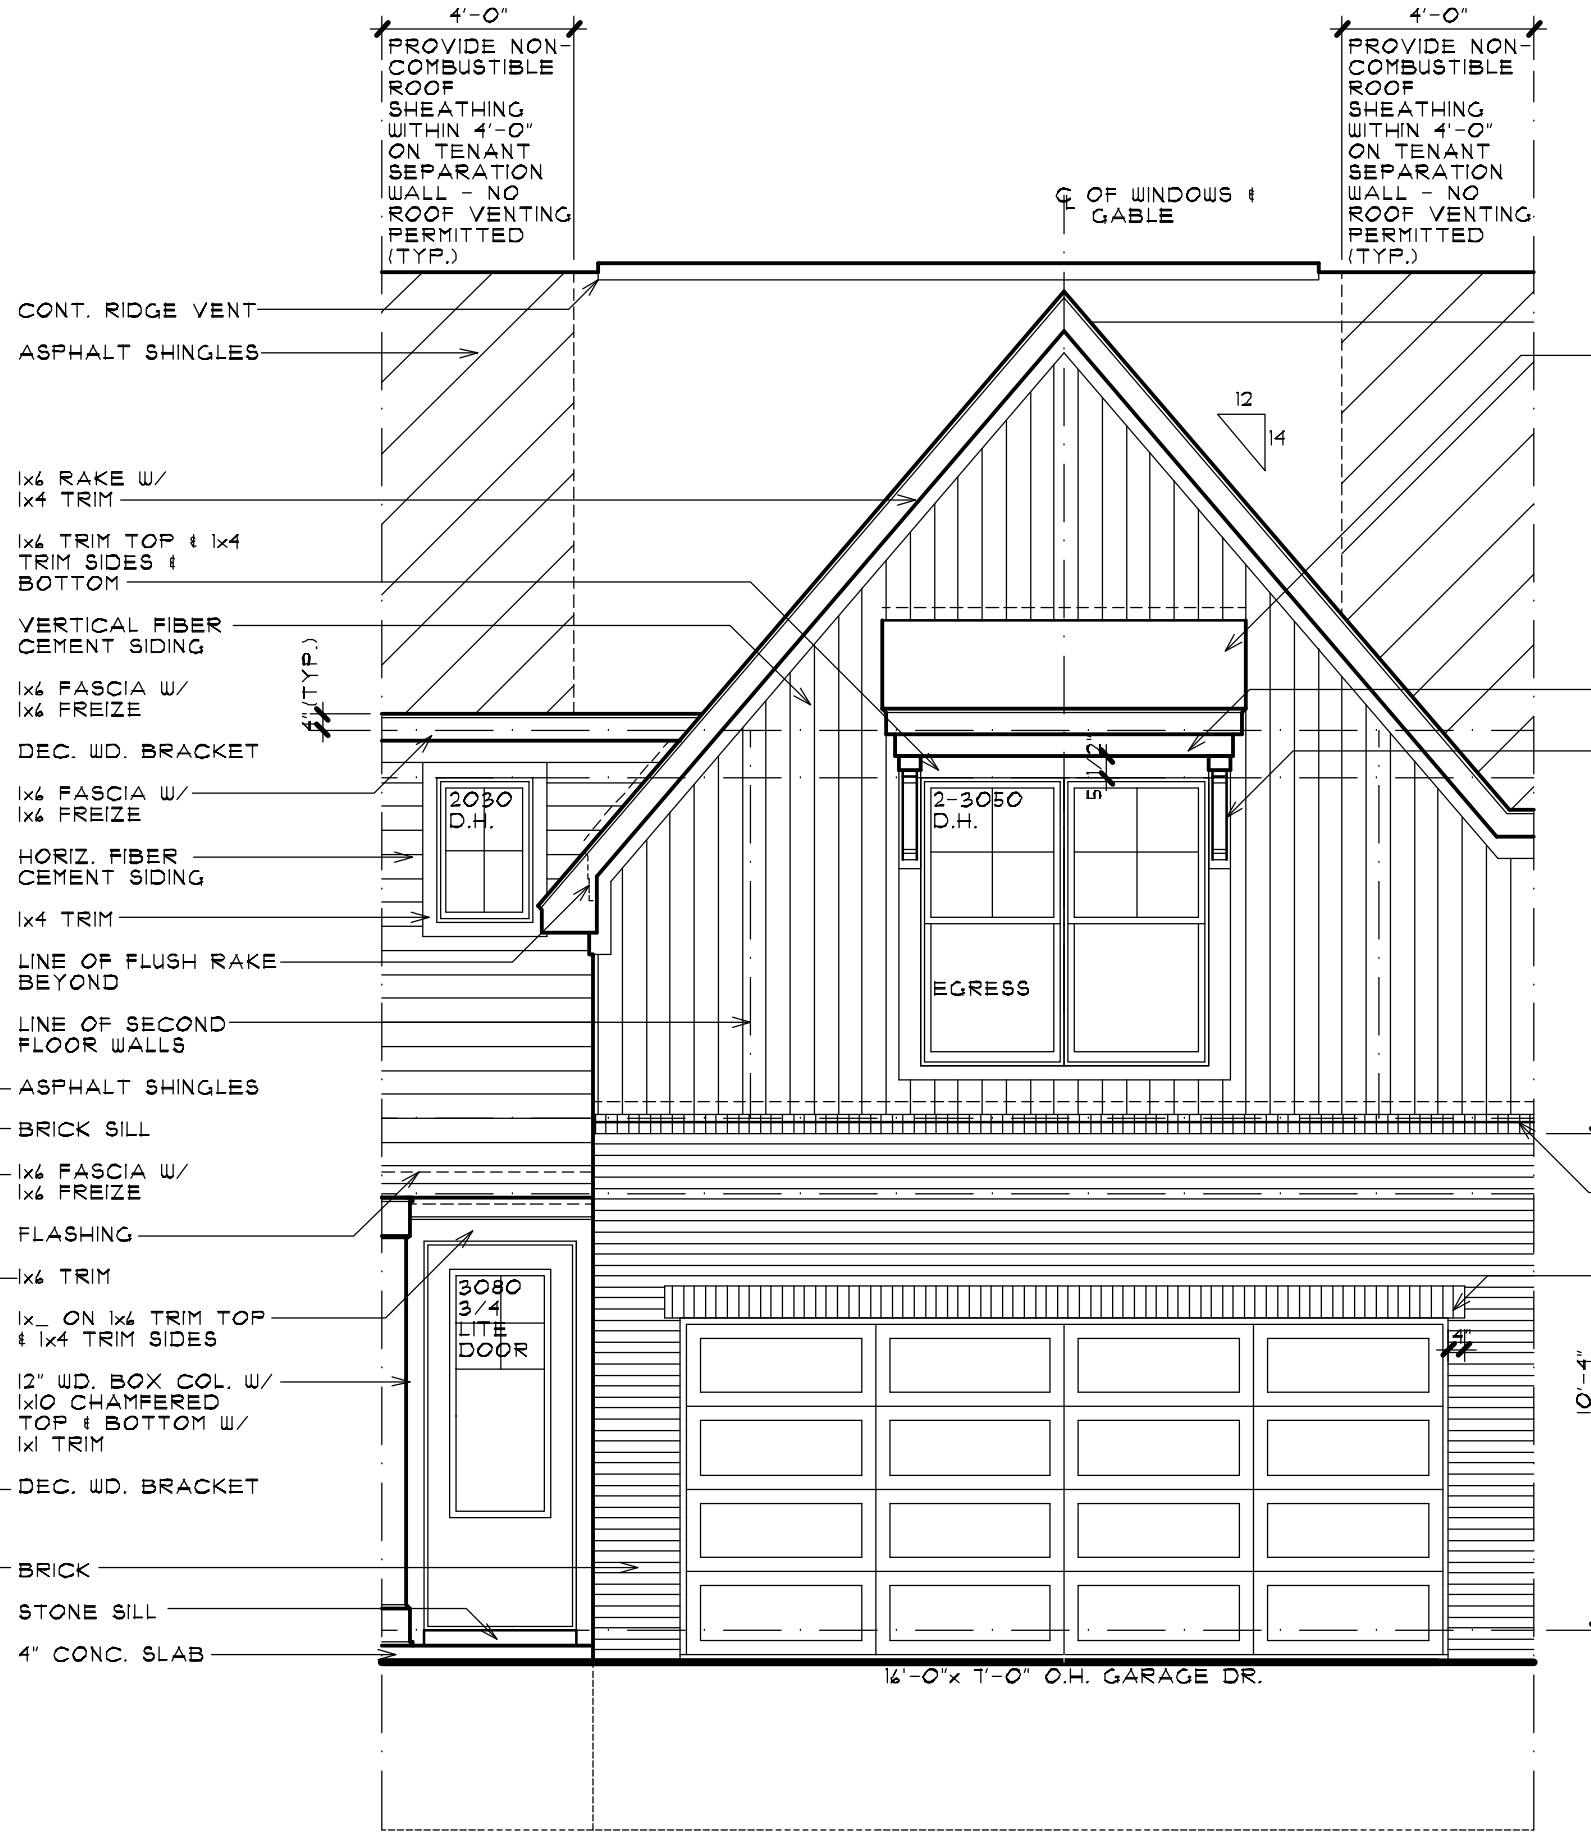 4'-0"
PROVIDE NON-
COMBUSTIBLE
ROOF
SHEATHING
WITHIN 4'-0"
ON TENANT
SEPARATION
WALL - NO
ROOF VENTING
PERMITTED
(TYP.)
4'-0"
PROVIDE NON-
COMBUSTIBLE
ROOF
SHEATHING
WITHIN 4'-0"
ON TENANT
SEPARATION
WALL - NO
ROOF VENTING
PERMITTED
(TYP.)
℄ OF WINDOWS &
GABLE
CONT. RIDGE VENT
ASPHALT SHINGLES
12
14
1x6 RAKE W/
1x4 TRIM
1x6 TRIM TOP & 1x4
TRIM SIDES &
BOTTOM
VERTICAL FIBER
CEMENT SIDING
4" (TYP.)
1x6 FASCIA W/
1x6 FREIZE
DEC. WD. BRACKET
1x6 FASCIA W/
1x6 FREIZE
HORIZ. FIBER
CEMENT SIDING
1x4 TRIM
LINE OF FLUSH RAKE
BEYOND
LINE OF SECOND
FLOOR WALLS
ASPHALT SHINGLES
BRICK SILL
1x6 FASCIA W/
1x6 FREIZE
FLASHING
1x6 TRIM
1x_ ON 1x6 TRIM TOP
& 1x4 TRIM SIDES
12" WD. BOX COL. W/
1x10 CHAMFERED
TOP & BOTTOM W/
1x1 TRIM
DEC. WD. BRACKET
BRICK
STONE SILL
4" CONC. SLAB
2030
D.H.
2-3050
D.H.
5 1/2"
EGRESS
3080
3/4
LITE
DOOR
4"
10'-4"
16'-0"x 7'-0" O.H. GARAGE DR.